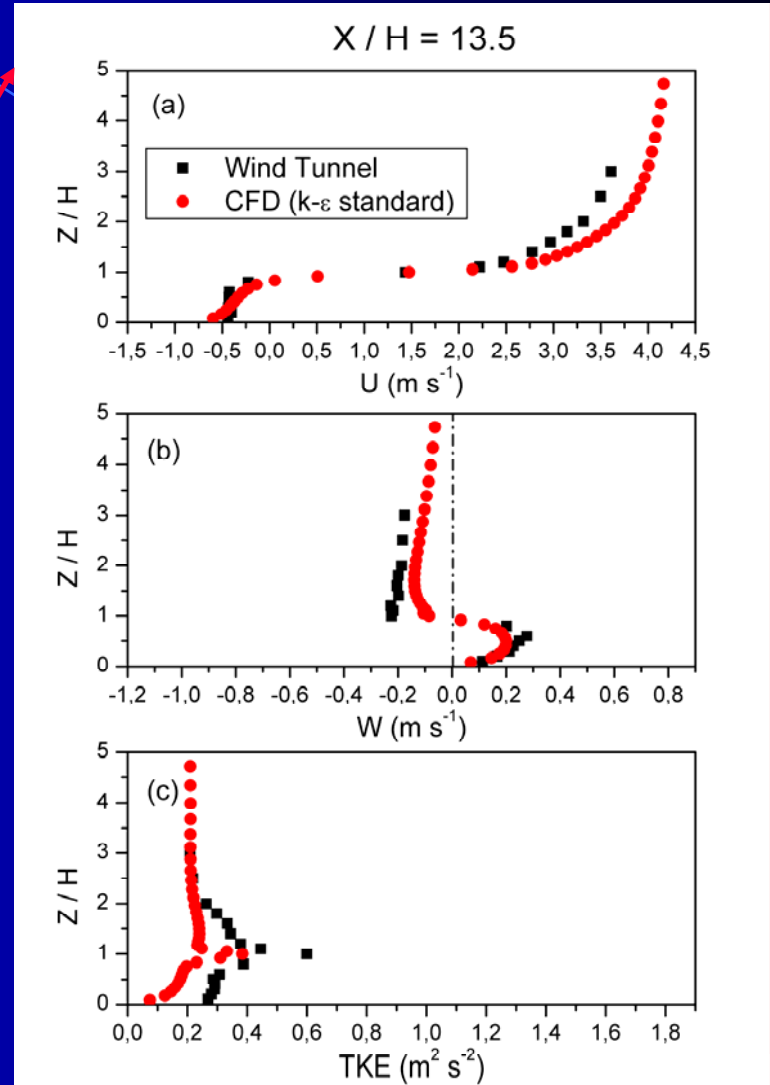 X / H = 13.5
(a)
Wind Tunnel
CFD (k-ε standard)
Z / H
5
4
3
2
1
0
-1,5 -1,0 -0,5 0,0 0,5 1,0 1,5 2,0 2,5 3,0 3,5 4,0 4,5
U (m s⁻¹)
(b)
Z / H
5
4
3
2
1
0
-1,2 -1,0 -0,8 -0,6 -0,4 -0,2 0,0 0,2 0,4 0,6 0,8
W (m s⁻¹)
(c)
Z / H
5
4
3
2
1
0
0,0 0,2 0,4 0,6 0,8 1,0 1,2 1,4 1,6 1,8
TKE (m² s⁻²)